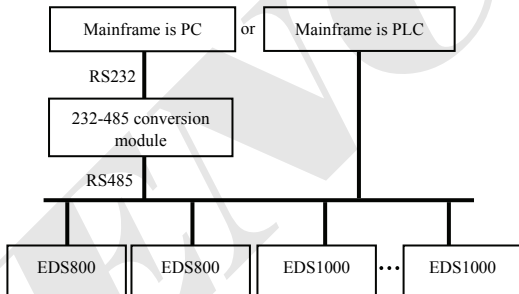 Mainframe is PC or Mainframe is PLC
RS232
232-485 conversion
module
RS485
EDS800 EDS800 EDS1000 ... EDS1000